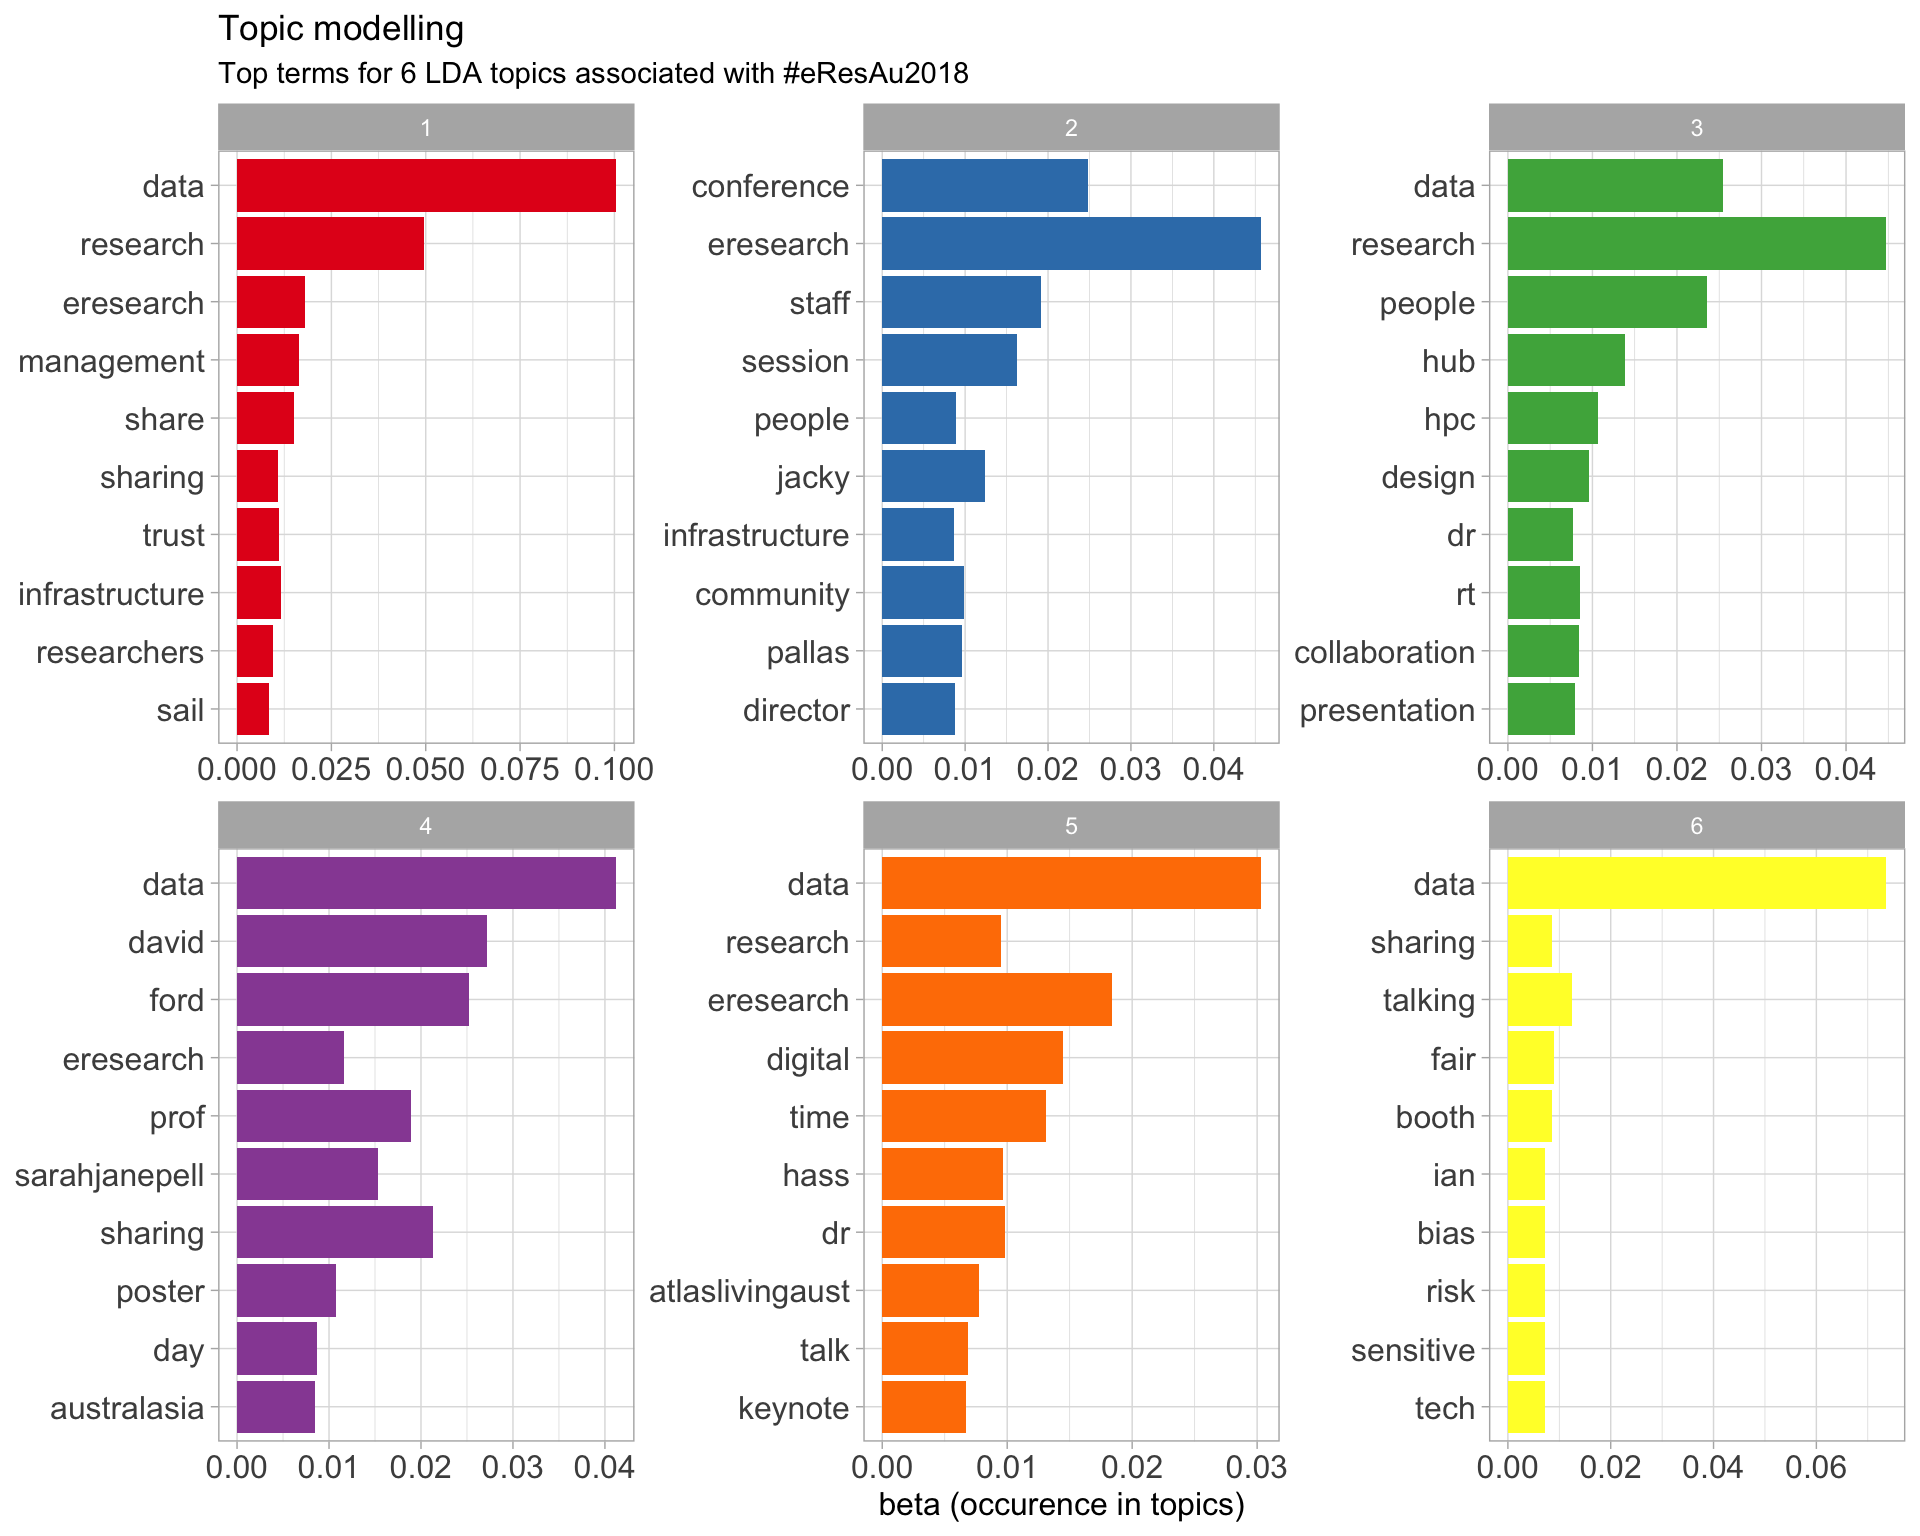 Topic modelling
Top terms for 6 LDA topics associated with #eResAu2018
1
data
research
eresearch
management
share
sharing
trust
infrastructure
researchers
sail
0.000 0.025 0.050 0.075 0.100
2
conference
eresearch
staff
session
people
jacky
infrastructure
community
pallas
director
0.00 0.01 0.02 0.03 0.04
3
data
research
people
hub
hpc
design
dr
rt
collaboration
presentation
0.00 0.01 0.02 0.03 0.04
4
data
david
ford
eresearch
prof
sarahjanepell
sharing
poster
day
australasia
0.00 0.01 0.02 0.03 0.04
5
data
research
eresearch
digital
time
hass
dr
atlaslivingaust
talk
keynote
0.00 0.01 0.02 0.03
6
data
sharing
talking
fair
booth
ian
bias
risk
sensitive
tech
0.00 0.02 0.04 0.06
beta (occurence in topics)